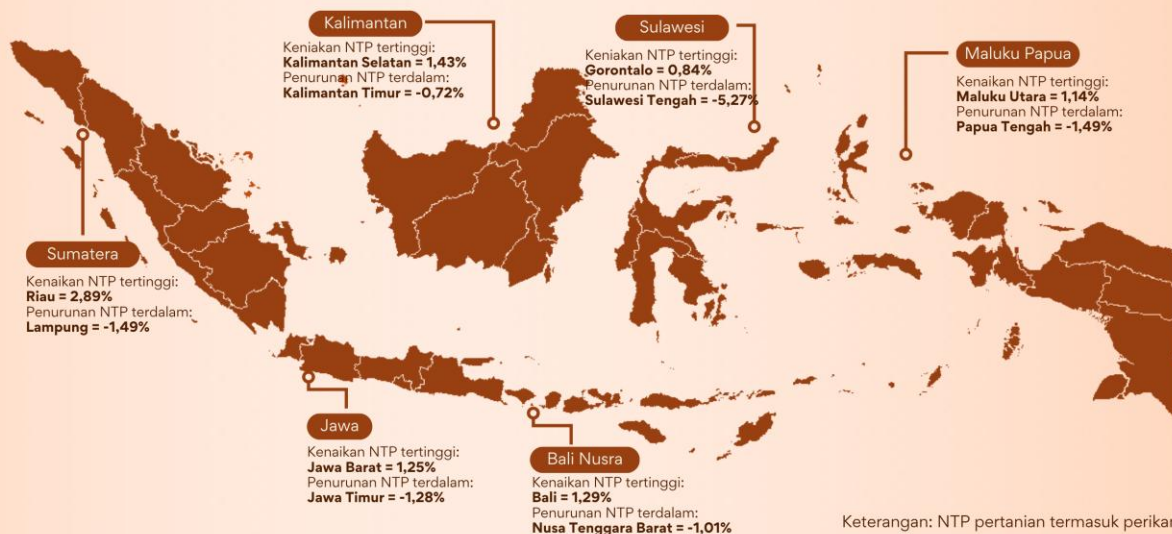 Kalimantan
Keniakan NTP tertinggi:
Kalimantan Selatan = 1,43%
Penurunan NTP terdalam:
Kalimantan Timur = -0,72%
Sulawesi
Keniakan NTP tertinggi:
Gorontalo = 0,84%
Penurunan NTP terdalam:
Sulawesi Tengah = -5,27%
Maluku Papua
Kenaikan NTP tertinggi:
Maluku Utara = 1,14%
Penurunan NTP terdalam:
Papua Tengah = -1,49%
Sumatera
Kenaikan NTP tertinggi:
Riau = 2,89%
Penurunan NTP terdalam:
Lampung = -1,49%
Jawa
Kenaikan NTP tertinggi:
Jawa Barat = 1,25%
Penurunan NTP terdalam:
Jawa Timur = -1,28%
Bali Nusra
Kenaikan NTP tertinggi:
Bali = 1,29%
Penurunan NTP terdalam:
Nusa Tenggara Barat = -1,01%
Keterangan: NTP pertanian termasuk perikan